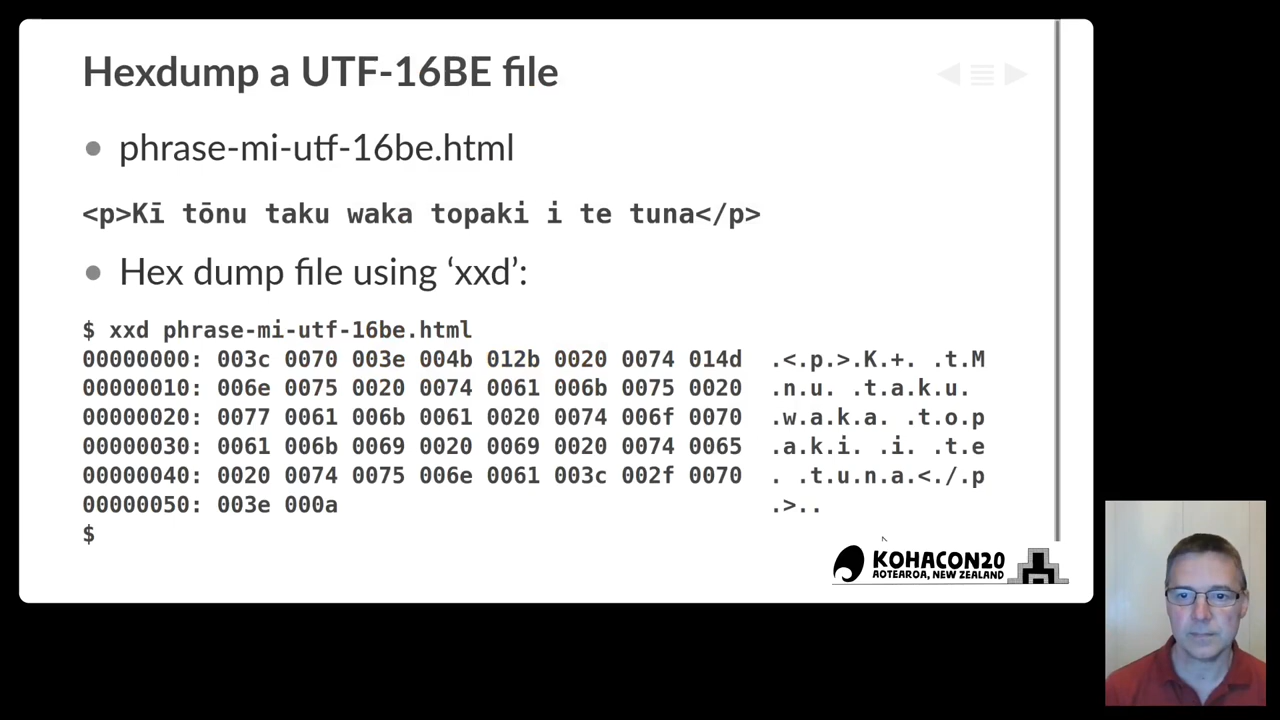 Hexdump a UTF-16BE file
phrase-mi-utf-16be.html
<p>Kī tōnu taku waka topaki i te tuna</p>
Hex dump file using ‘xxd’:
$ xxd phrase-mi-utf-16be.html
00000000: 003c 0070 003e 004b 012b 0020 0074 014d  .<.p.>.K.+. .t.M
00000010: 006e 0075 0020 0074 0061 006b 0075 0020  .n.u. .t.a.k.u. 
00000020: 0077 0061 006b 0061 0020 0074 006f 0070  .w.a.k.a. .t.o.p
00000030: 0061 006b 0069 0020 0069 0020 0074 0065  .a.k.i. .i. .t.e
00000040: 0020 0074 0075 006e 0061 003c 002f 0070  . .t.u.n.a.<./.p
00000050: 003e 000a                                .>..
$
KOHACON20
AOTEAROA, NEW ZEALAND